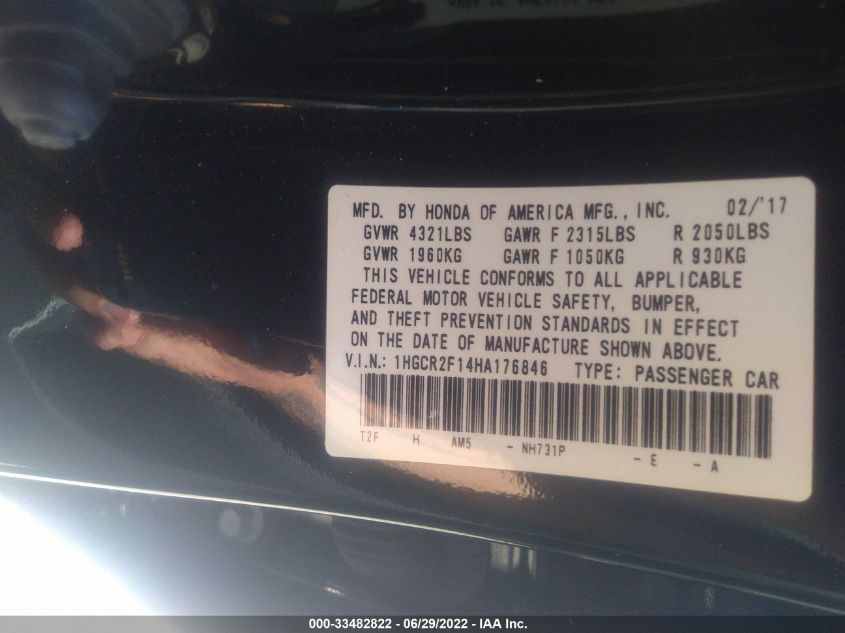 MFD. BY HONDA OF AMERICA MFG., INC. 02/'17
GVWR 4321LBS GAWR F 2315LBS R 2050LBS
GVWR 1960KG GAWR F 1050KG R 930KG
THIS VEHICLE CONFORMS TO ALL APPLICABLE
FEDERAL MOTOR VEHICLE SAFETY, BUMPER,
AND THEFT PREVENTION STANDARDS IN EFFECT
ON THE DATE OF MANUFACTURE SHOWN ABOVE.
V.I.N.: 1HGCR2F14HA176846 TYPE: PASSENGER CAR
T2F H AM5 - NH731P - E - A
000-33482822 - 06/29/2022 - IAA Inc.